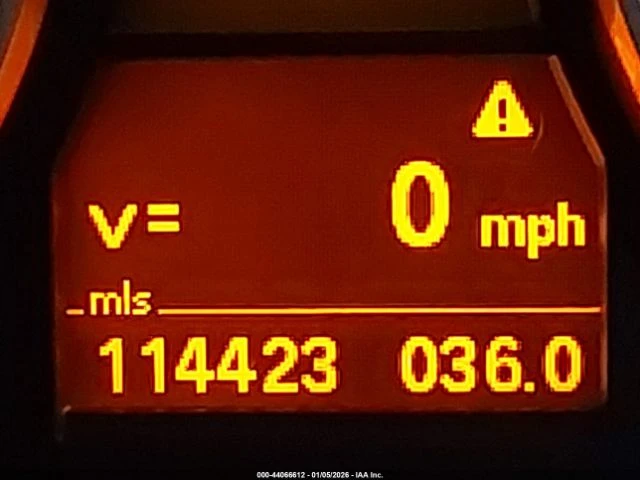 v= 0 mph
mls
114423 036.0
000-44066612 - 01/05/2026 - IAA Inc.